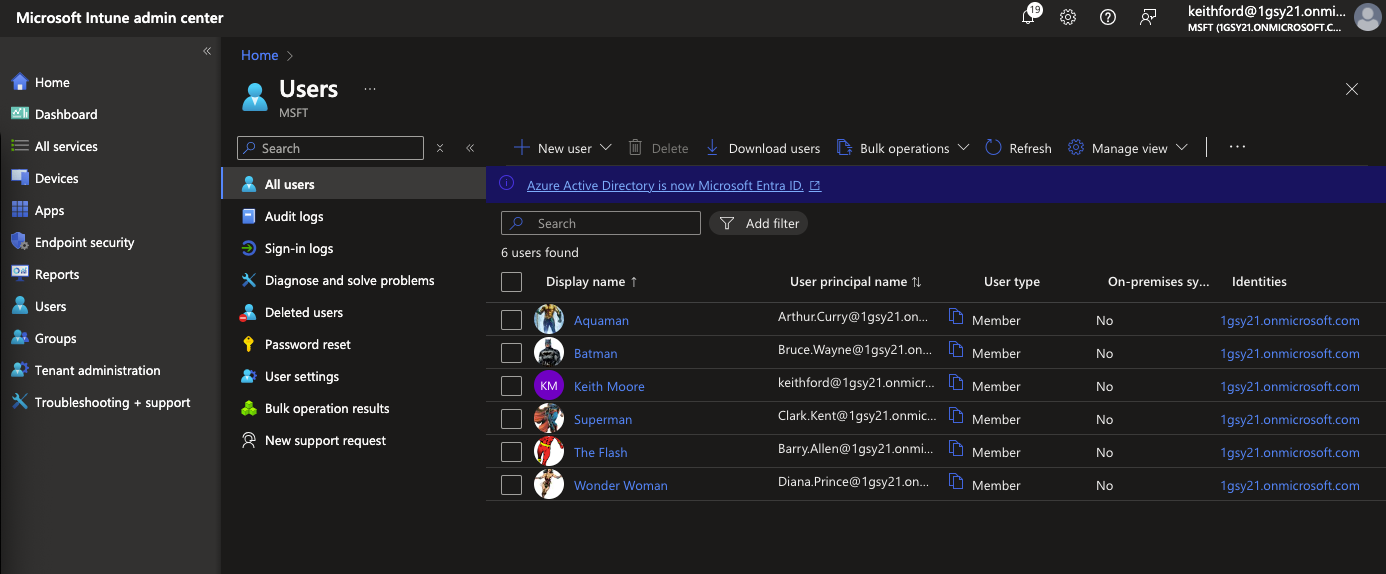 Microsoft Intune admin center
19
keithford@1gsy21.onmi...
MSFT (1GSY21.ONMICROSOFT.C...
Home
Dashboard
All services
Devices
Apps
Endpoint security
Reports
Users
Groups
Tenant administration
Troubleshooting + support
Home
Users ...
MSFT
Search
All users
Audit logs
Sign-in logs
Diagnose and solve problems
Deleted users
Password reset
User settings
Bulk operation results
New support request
New user Delete Download users Bulk operations Refresh Manage view ...
Azure Active Directory is now Microsoft Entra ID.
Search Add filter
6 users found
Display name ↑ User principal name ↑↓ User type On-premises sy... Identities
Aquaman Arthur.Curry@1gsy21.on... Member No 1gsy21.onmicrosoft.com
Batman Bruce.Wayne@1gsy21.on... Member No 1gsy21.onmicrosoft.com
KM Keith Moore keithford@1gsy21.onmicr... Member No 1gsy21.onmicrosoft.com
Superman Clark.Kent@1gsy21.onmic... Member No 1gsy21.onmicrosoft.com
The Flash Barry.Allen@1gsy21.onmi... Member No 1gsy21.onmicrosoft.com
Wonder Woman Diana.Prince@1gsy21.on... Member No 1gsy21.onmicrosoft.com